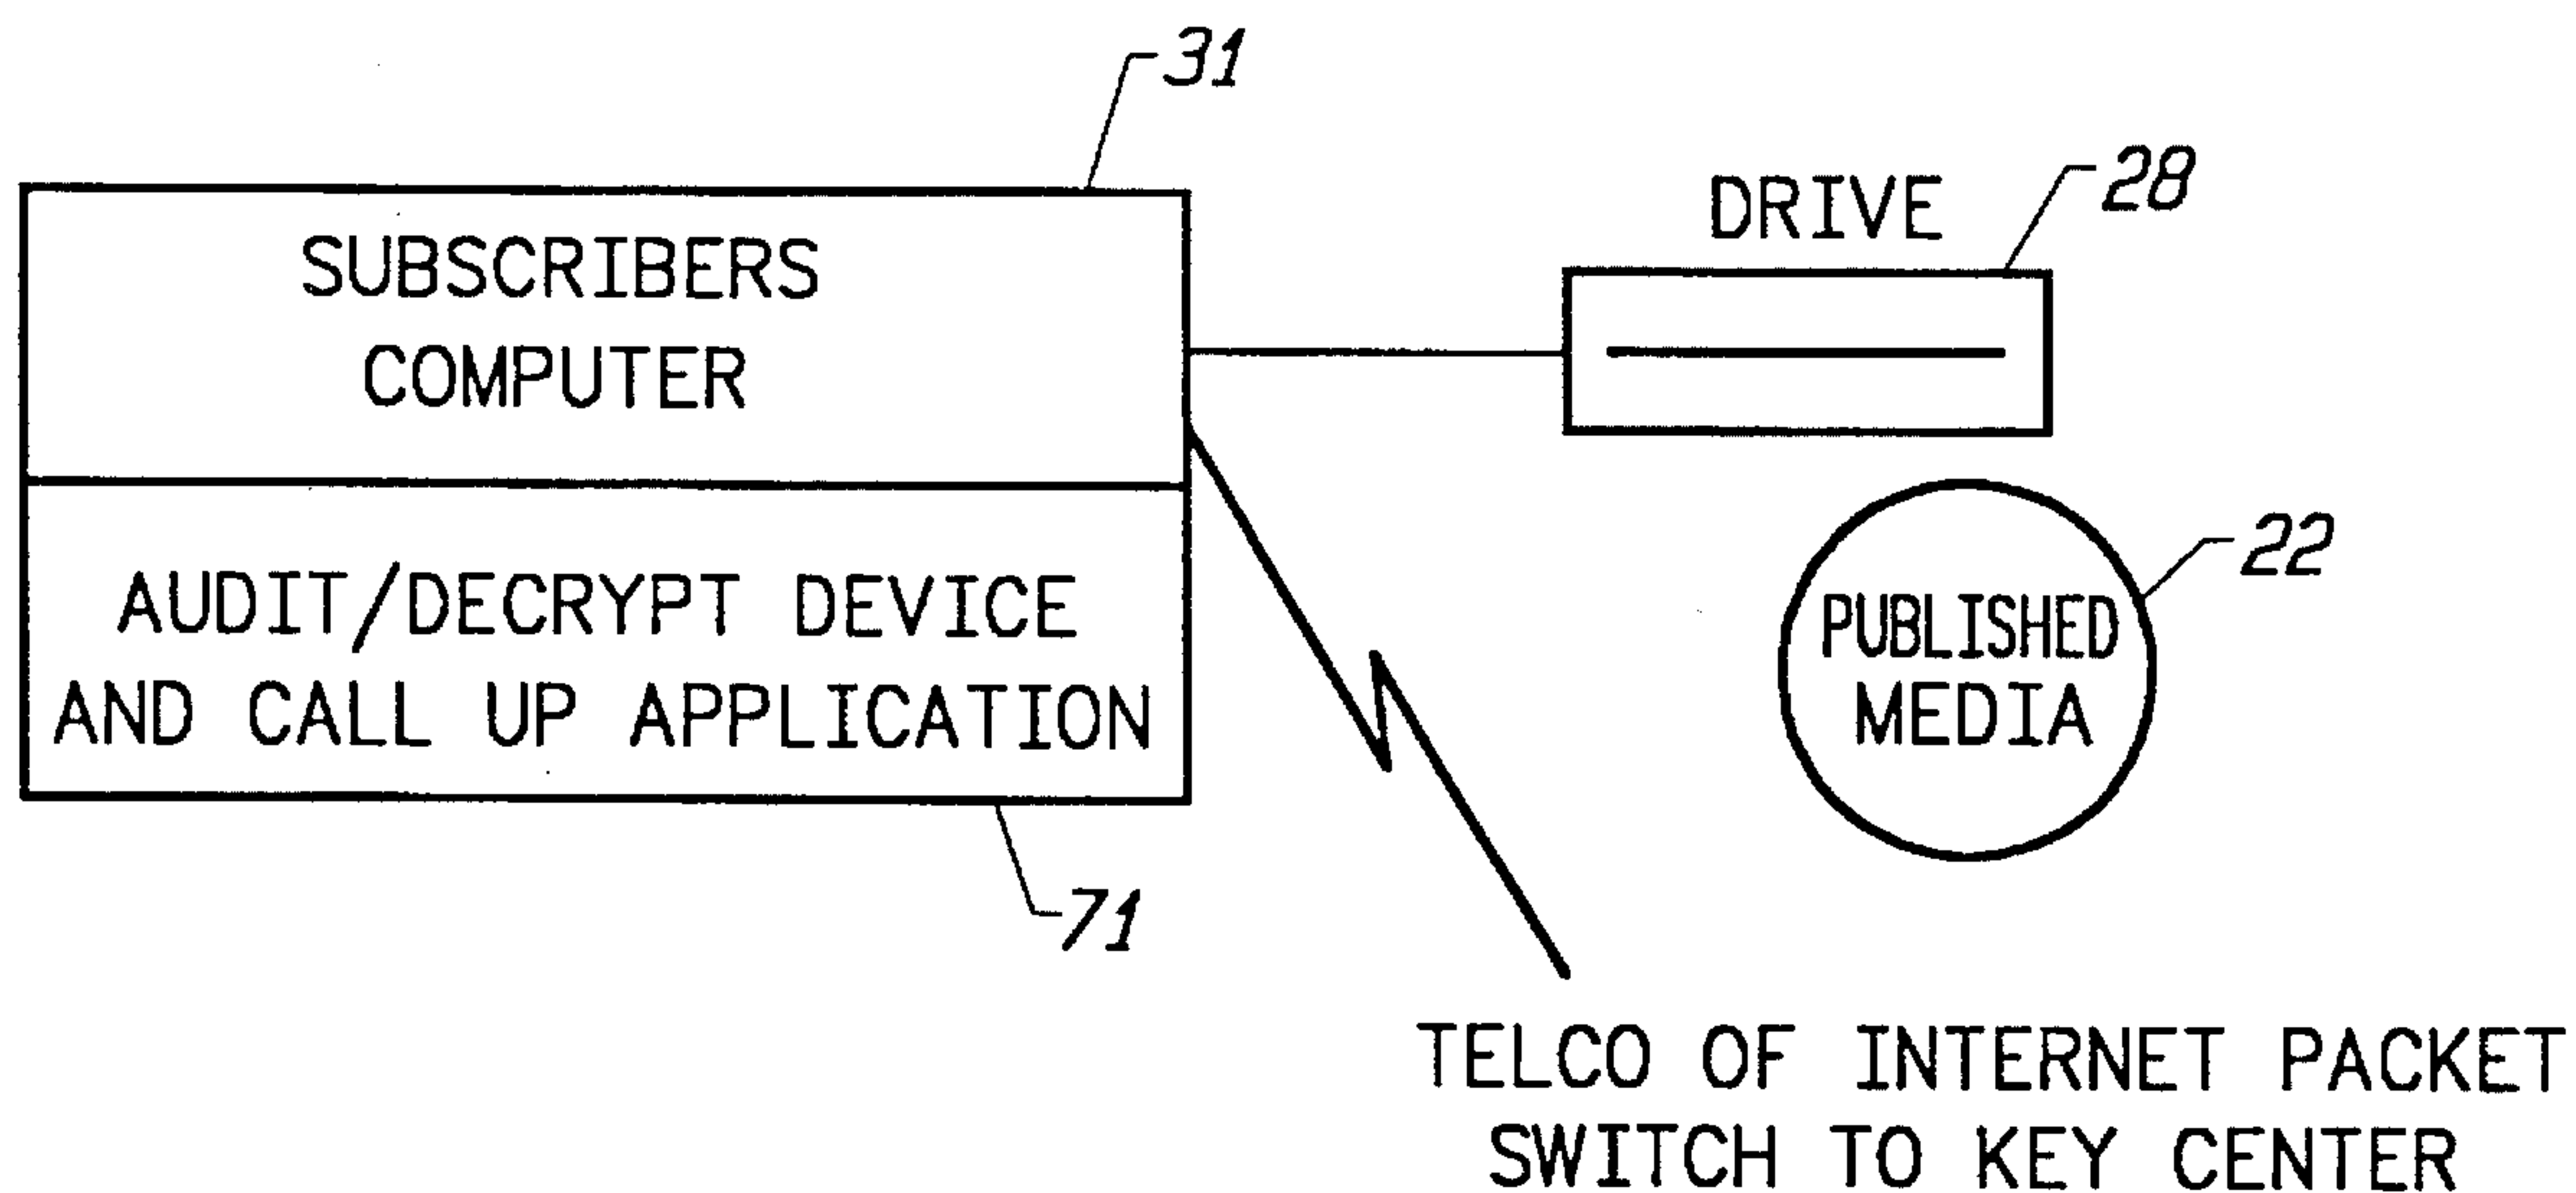 31
SUBSCRIBERS
COMPUTER
DRIVE
28
AUDIT/DECRYPT DEVICE
AND CALL UP APPLICATION
71
22
PUBLISHED
MEDIA
TELCO OF INTERNET PACKET
SWITCH TO KEY CENTER